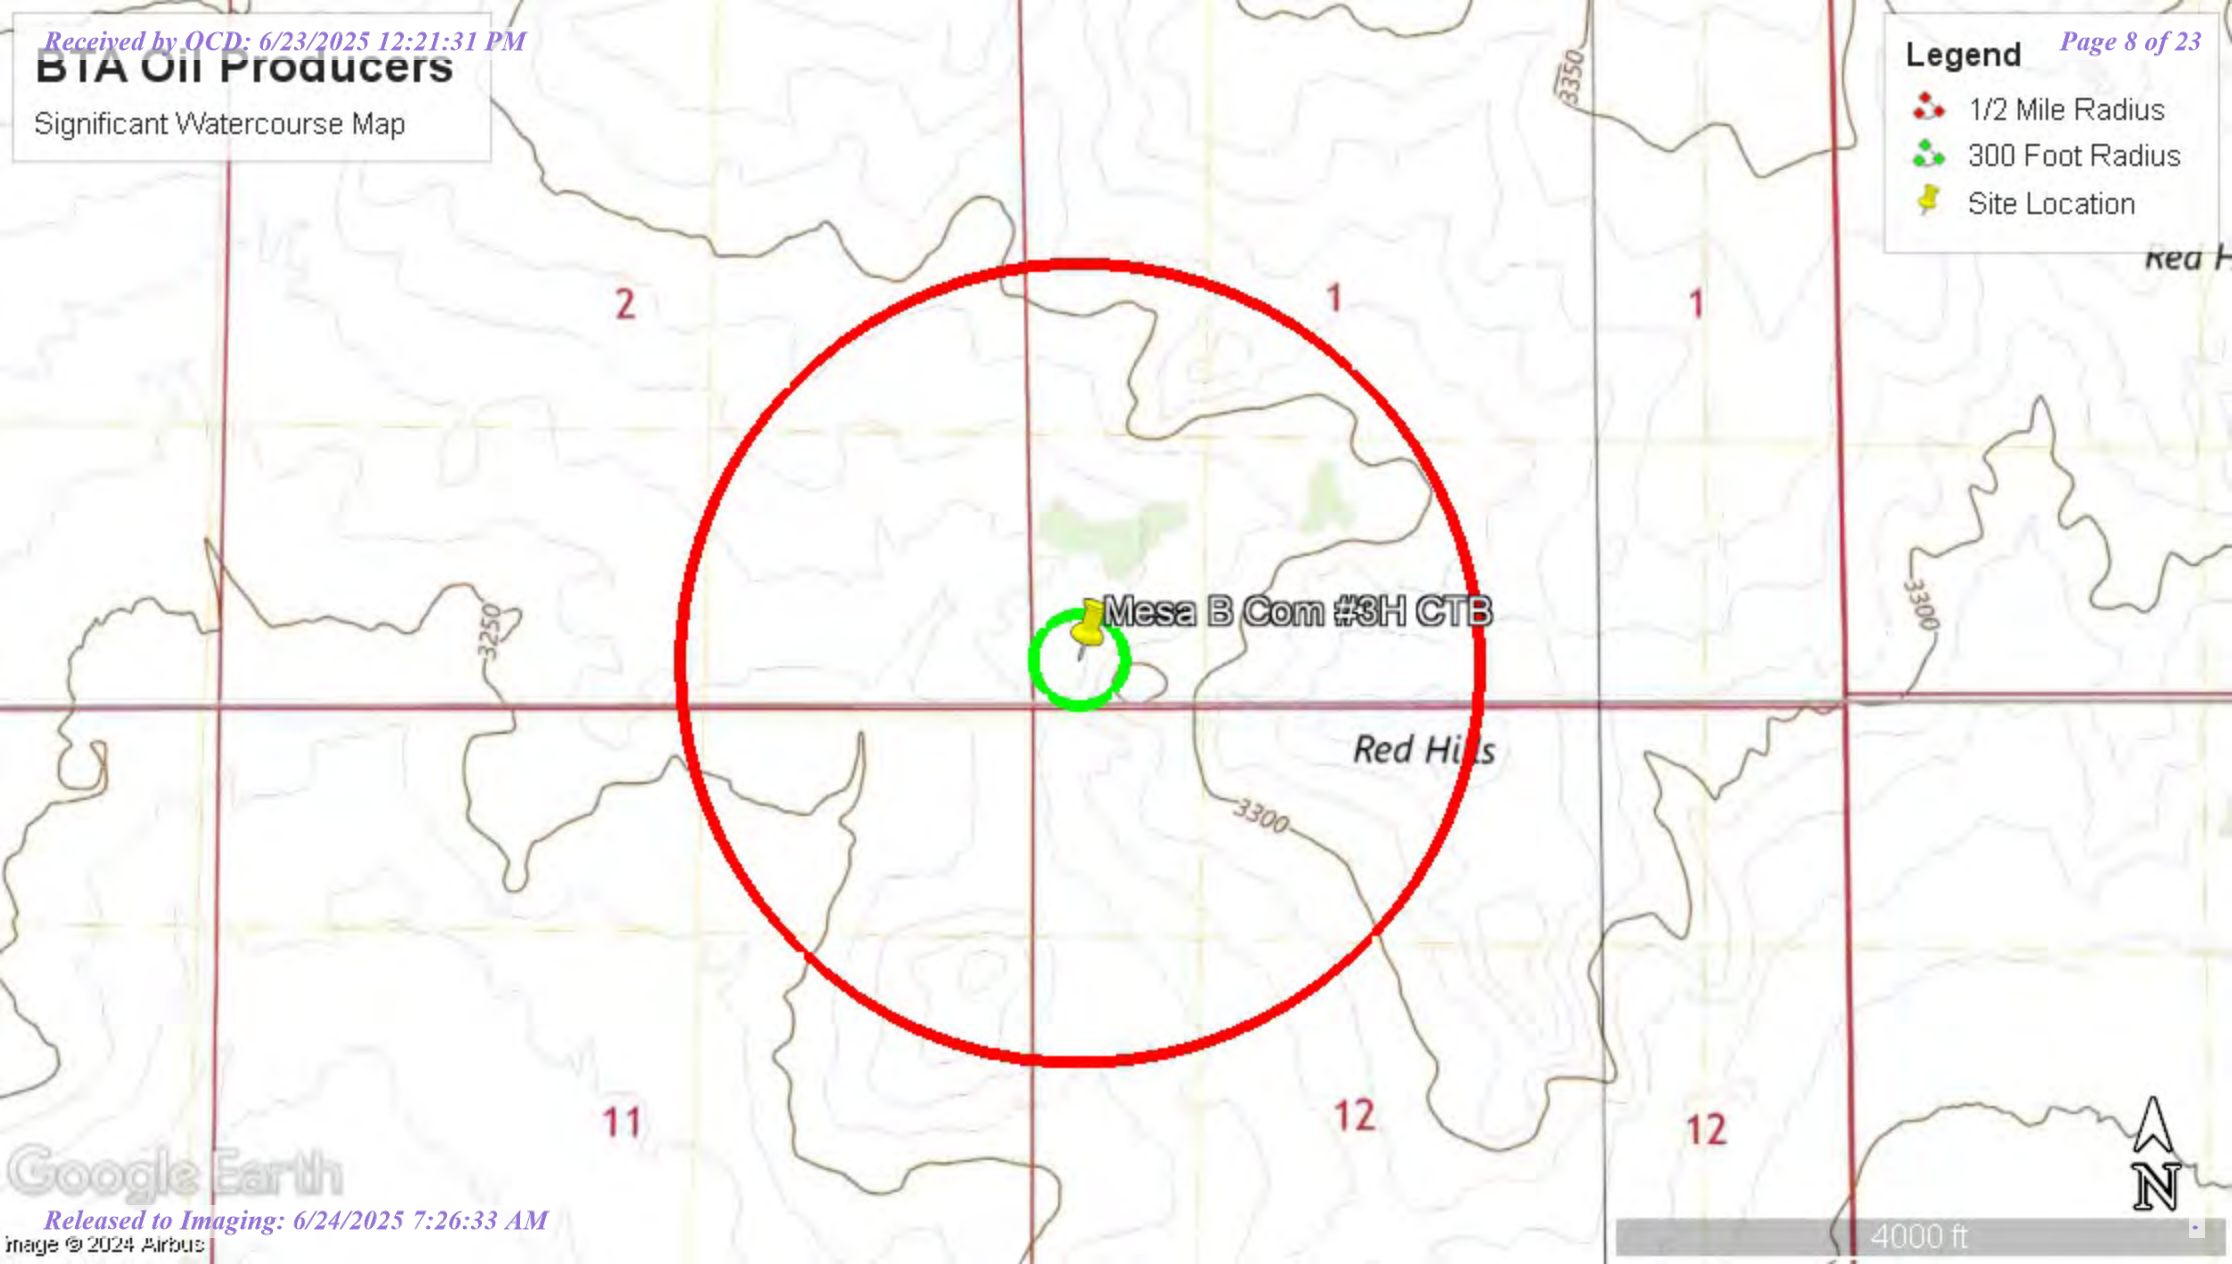 Received by OCD: 6/23/2025 12:21:31 PM
Page 8 of 23
BTA Oil Producers
Significant Watercourse Map
Legend
1/2 Mile Radius
300 Foot Radius
Site Location
3350
Red H
2
1
1
Mesa B Com #3H CTB
3250
3300
Red Hills
3300
11
12
12
N
Google Earth
Released to Imaging: 6/24/2025 7:26:33 AM
Image © 2024 Airbus
4000 ft